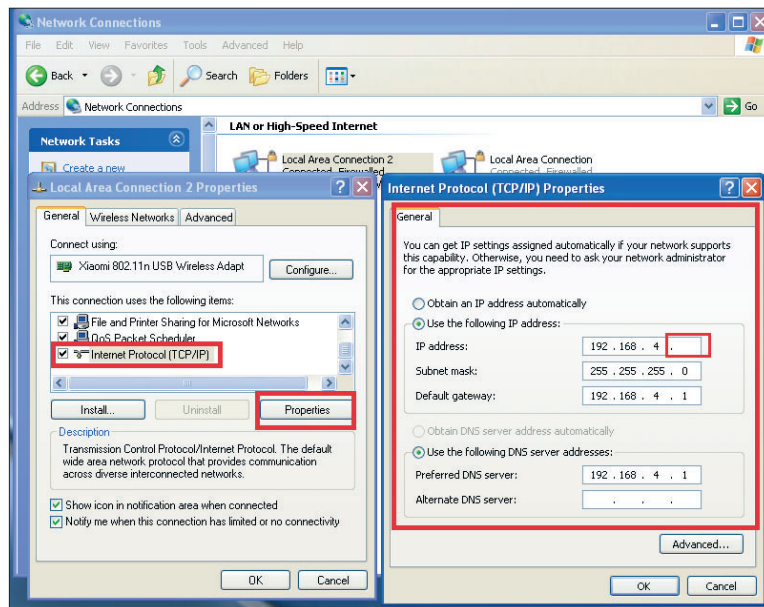 Network Connections
File Edit View Favorites Tools Advanced Help
Back Search Folders
Address Network Connections Go
LAN or High-Speed Internet
Network Tasks
Create a new
Local Area Connection 2
Connected, Firewalled
Local Area Connection
Connected, Firewalled
Local Area Connection 2 Properties
General Wireless Networks Advanced
Connect using:
Xiaomi 802.11n USB Wireless Adapt
Configure...
This connection uses the following items:
File and Printer Sharing for Microsoft Networks
QoS Packet Scheduler
Internet Protocol (TCP/IP)
Install... Uninstall Properties
Description
Transmission Control Protocol/Internet Protocol. The default
wide area network protocol that provides communication
across diverse interconnected networks.
Show icon in notification area when connected
Notify me when this connection has limited or no connectivity
OK Cancel
Internet Protocol (TCP/IP) Properties
General
You can get IP settings assigned automatically if your network supports
this capability. Otherwise, you need to ask your network administrator
for the appropriate IP settings.
Obtain an IP address automatically
Use the following IP address:
IP address: 192 . 168 . 4 .
Subnet mask: 255 . 255 . 255 . 0
Default gateway: 192 . 168 . 4 . 1
Obtain DNS server address automatically
Use the following DNS server addresses:
Preferred DNS server: 192 . 168 . 4 . 1
Alternate DNS server: . . .
Advanced...
OK Cancel